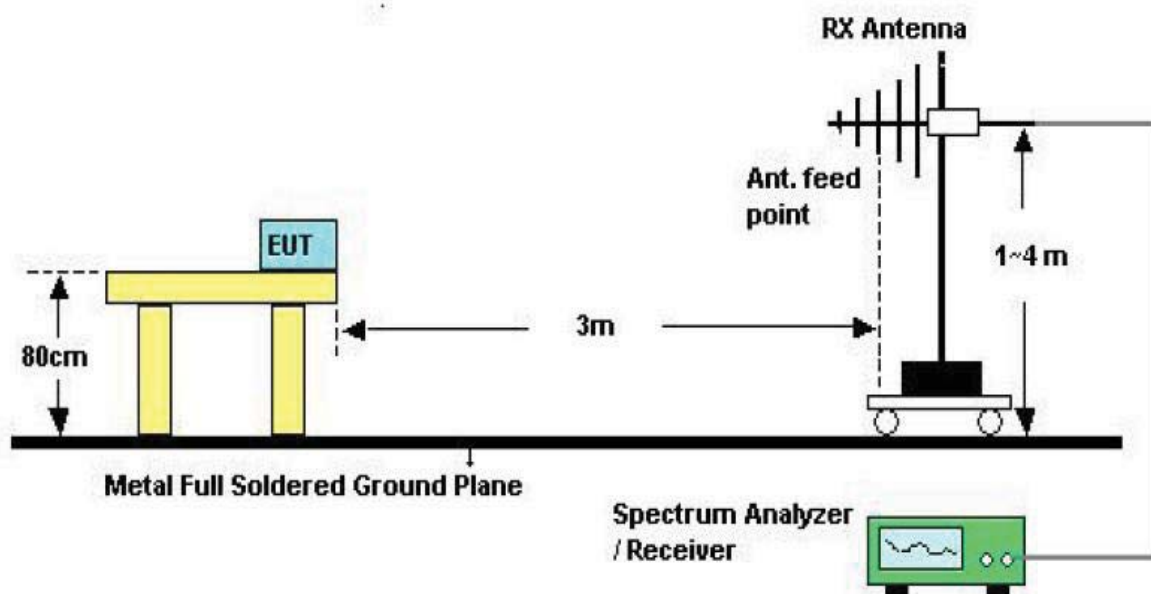 RX Antenna
Ant. feed
point
EUT
1~4 m
3m
80cm
Metal Full Soldered Ground Plane
Spectrum Analyzer
/ Receiver